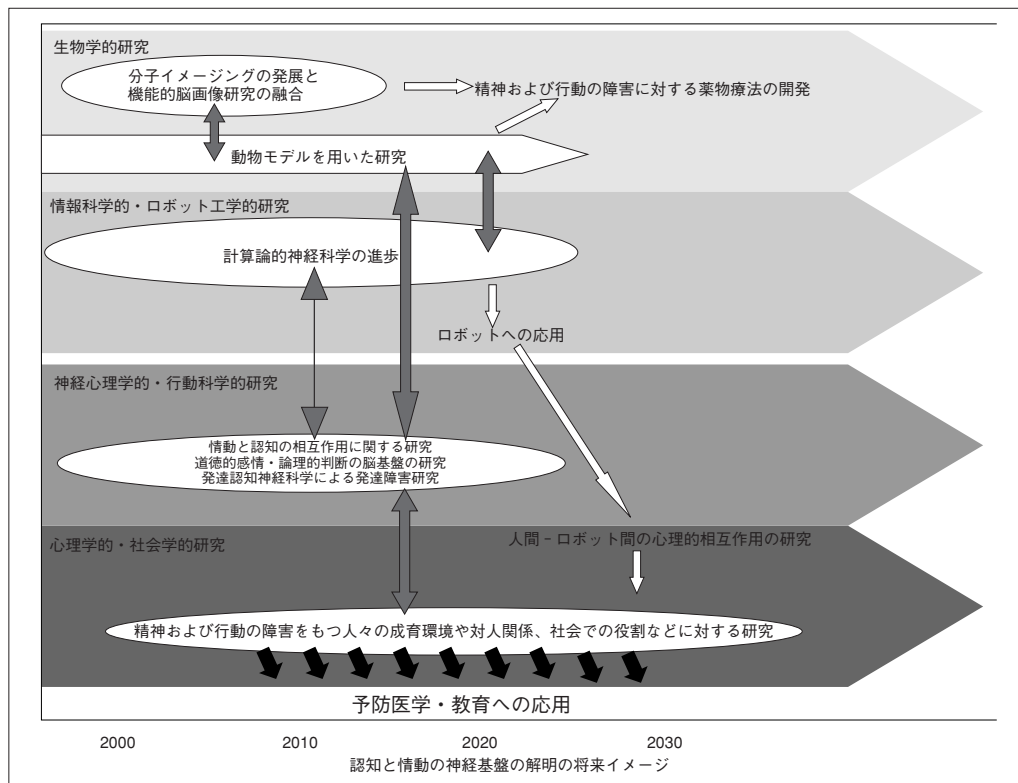 生物学的研究
分子イメージングの発展と
機能的脳画像研究の融合
精神および行動の障害に対する薬物療法の開発
動物モデルを用いた研究
情報科学的・ロボット工学的研究
計算論的神経科学の進歩
ロボットへの応用
神経心理学的・行動科学的研究
情動と認知の相互作用に関する研究
道徳的感情・論理的判断の脳基盤の研究
発達認知神経科学による発達障害研究
心理学的・社会学的研究
人間－ロボット間の心理的相互作用の研究
精神および行動の障害をもつ人々の成育環境や対人関係、社会での役割などに対する研究
予防医学・教育への応用
2000 2010 2020 2030
認知と情動の神経基盤の解明の将来イメージ